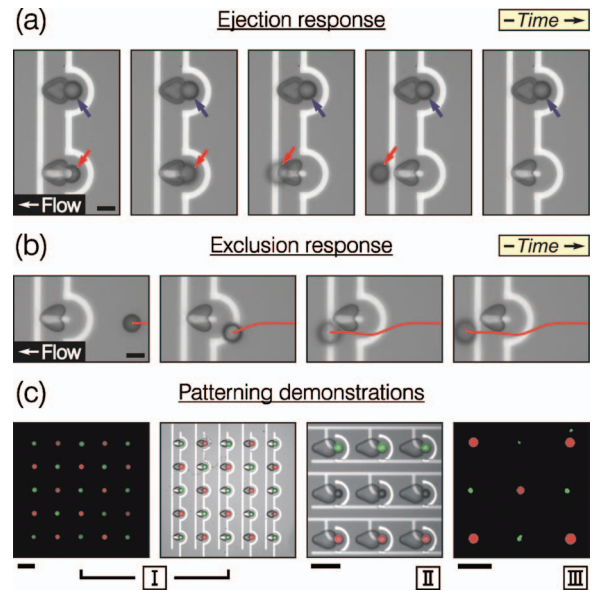 (a) Ejection response –Time→
←Flow
(b) Exclusion response –Time→
←Flow
(c) Patterning demonstrations
I II III